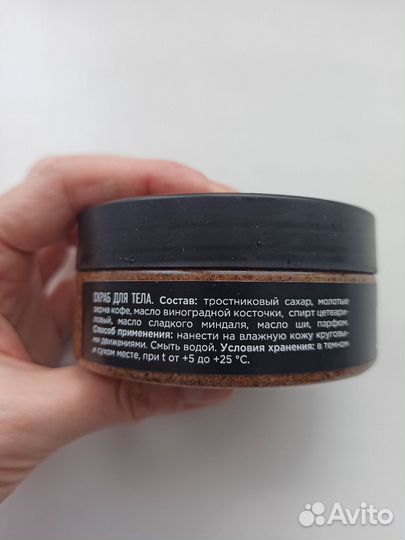 СКРАБ ДЛЯ ТЕЛА. Состав: тростниковый сахар, молотые
зерна кофе, масло виноградной косточки, спирт цетеари-
ловый, масло сладкого миндаля, масло ши, парфюм.
Способ применения: нанести на влажную кожу круговы-
ми движениями. Смыть водой. Условия хранения: в темном
и сухом месте, при t от +5 до +25 °C.
Avito